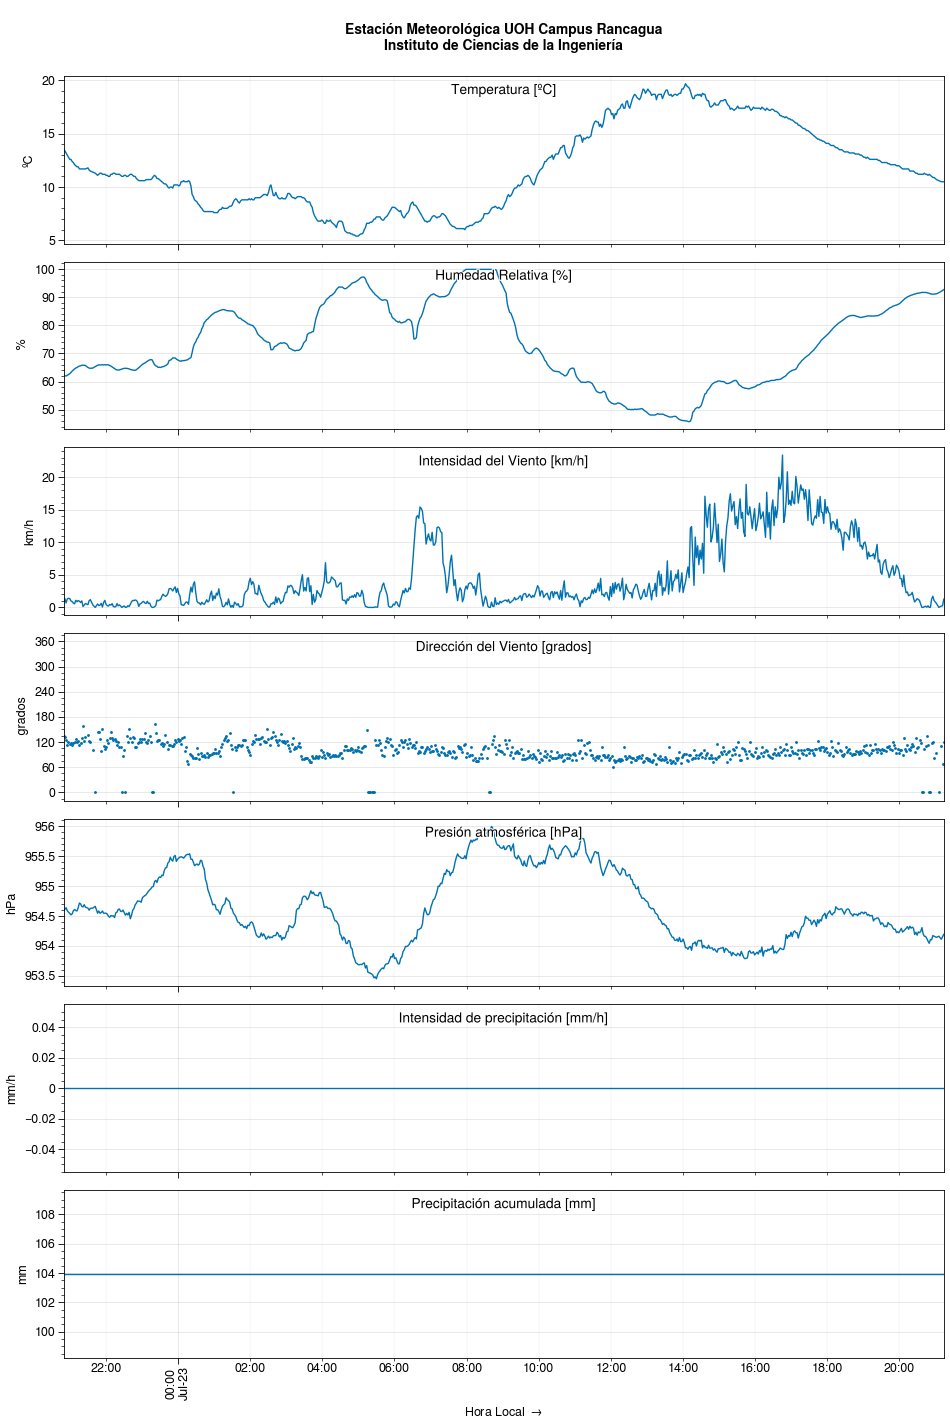 Estación Meteorológica UOH Campus Rancagua
Instituto de Ciencias de la Ingeniería
Temperatura [ºC]
20
15
10
5
ºC
Humedad Relativa [%]
100
90
80
70
60
50
%
Intensidad del Viento [km/h]
20
15
10
5
0
km/h
Dirección del Viento [grados]
360
300
240
180
120
60
0
grados
Presión atmosférica [hPa]
956
955.5
955
954.5
954
953.5
hPa
Intensidad de precipitación [mm/h]
0.04
0.02
0
−0.02
−0.04
mm/h
Precipitación acumulada [mm]
108
106
104
102
100
mm
22:00 00:00 02:00 04:00 06:00 08:00 10:00 12:00 14:00 16:00 18:00 20:00
Jul-23
Hora Local →